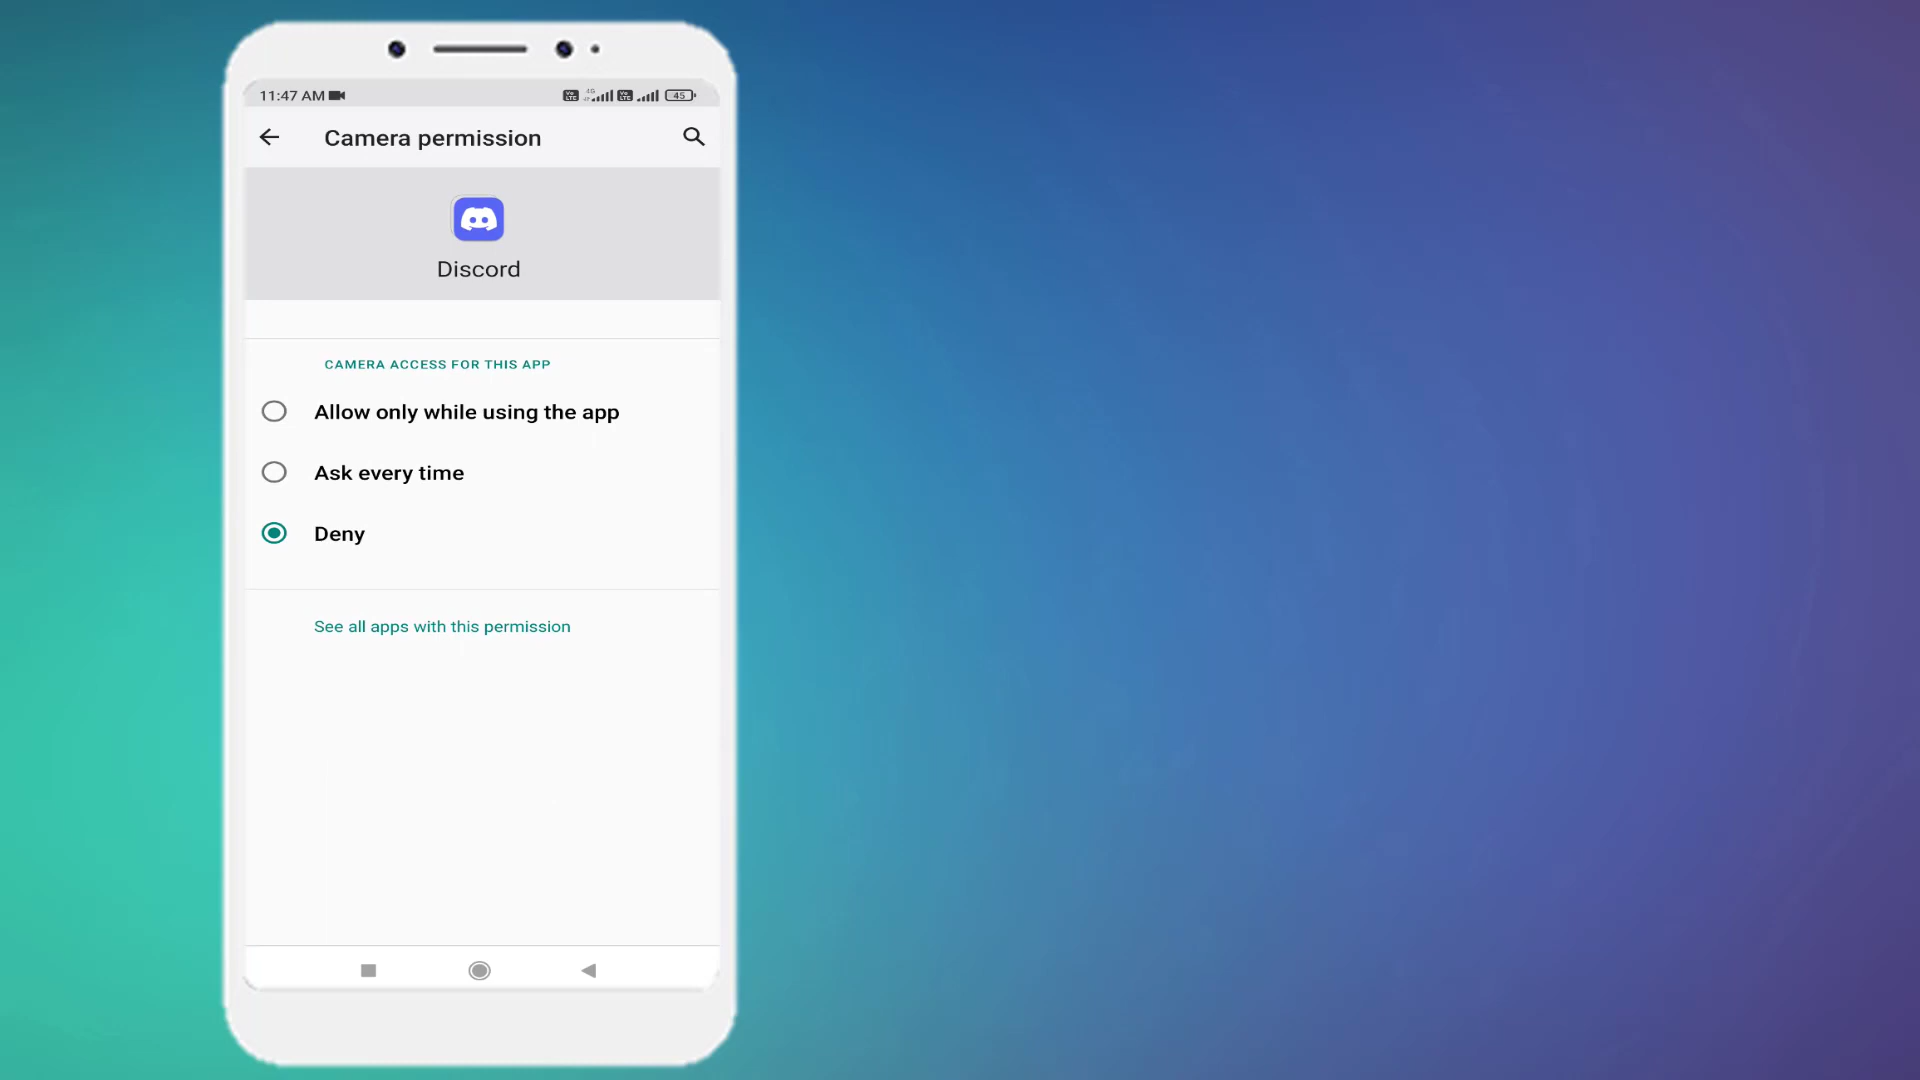 11:47 AM
45
Camera permission
Discord
CAMERA ACCESS FOR THIS APP
Allow only while using the app
Ask every time
Deny
See all apps with this permission